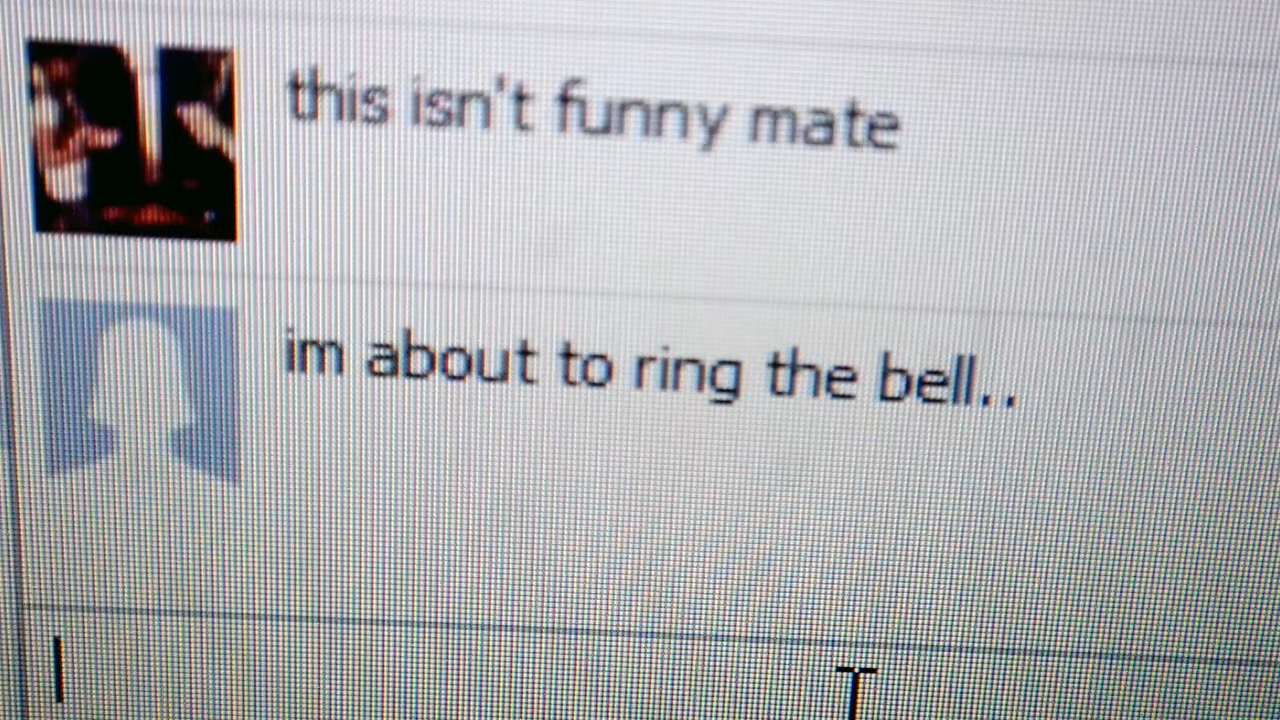 this isn't funny mate
im about to ring the bell..